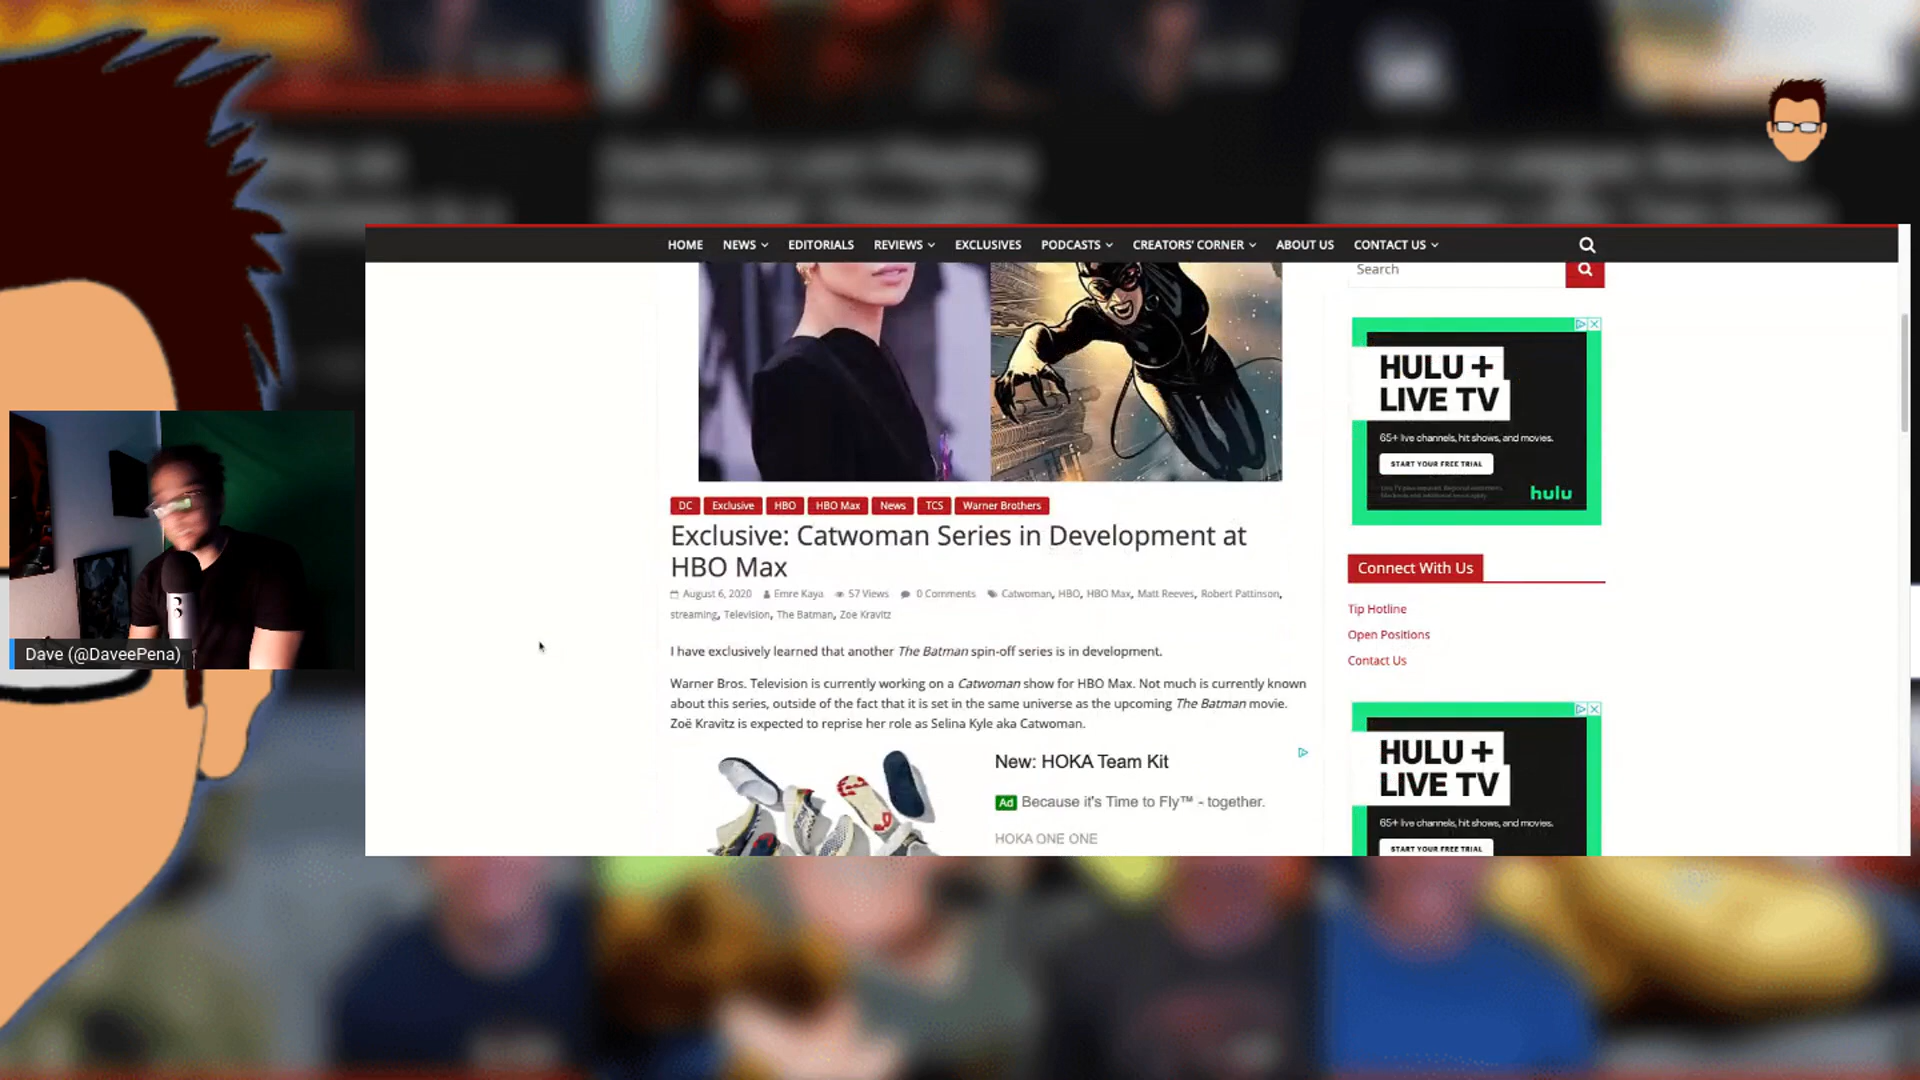 HOME NEWS EDITORIALS REVIEWS EXCLUSIVES PODCASTS CREATORS' CORNER ABOUT US CONTACT US
Search
HULU +
LIVE TV
65+ live channels, hit shows, and movies.
START YOUR FREE TRIAL
hulu
DC Exclusive HBO HBO Max News TCS Warner Brothers
Exclusive: Catwoman Series in Development at
HBO Max
August 6, 2020 Emre Kaya 57 Views 0 Comments Catwoman, HBO, HBO Max, Matt Reeves, Robert Pattinson,
streaming, Television, The Batman, Zoe Kravitz
I have exclusively learned that another The Batman spin-off series is in development.
Warner Bros. Television is currently working on a Catwoman show for HBO Max. Not much is currently known
about this series, outside of the fact that it is set in the same universe as the upcoming The Batman movie.
Zoë Kravitz is expected to reprise her role as Selina Kyle aka Catwoman.
New: HOKA Team Kit
Ad Because it's Time to Fly™ - together.
HOKA ONE ONE
Connect With Us
Tip Hotline
Open Positions
Contact Us
HULU +
LIVE TV
65+ live channels, hit shows, and movies.
START YOUR FREE TRIAL
Dave (@DaveePena)